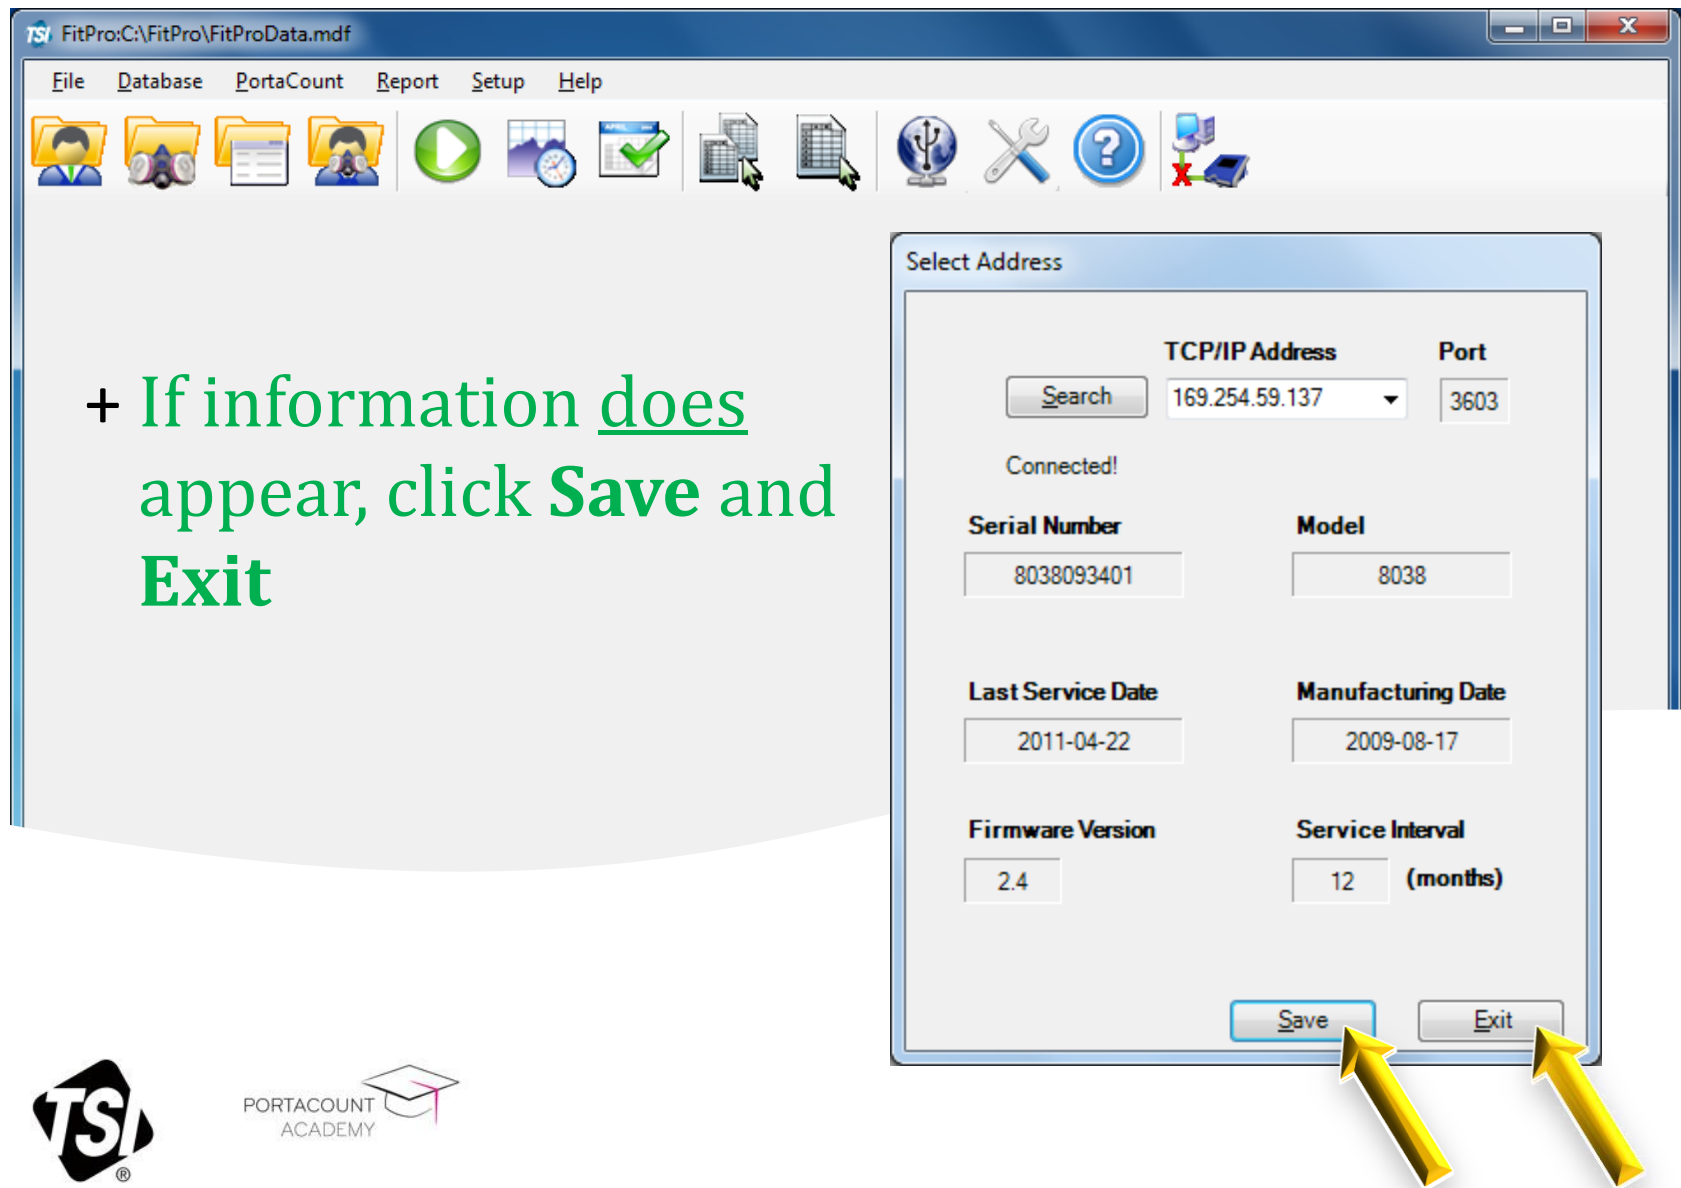 TSI FitPro:C:\FitPro\FitProData.mdf
File Database PortaCount Report Setup Help
APRIL
Select Address
TCP/IP Address Port
Search 169.254.59.137 3603
Connected!
Serial Number Model
8038093401 8038
Last Service Date Manufacturing Date
2011-04-22 2009-08-17
Firmware Version Service Interval
2.4 12 (months)
Save Exit
+ If information does
appear, click Save and
Exit
TSI ®
PORTACOUNT
ACADEMY